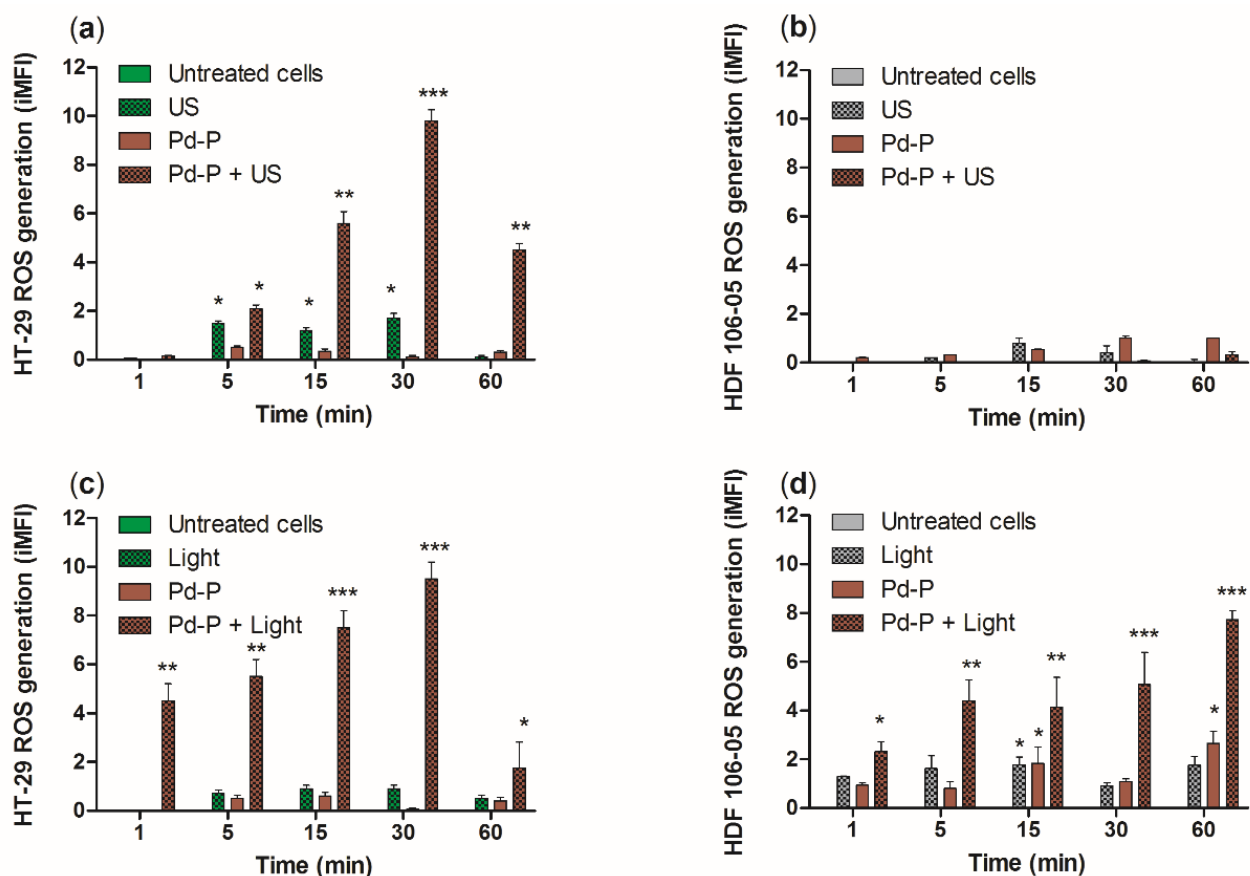 (a)
HT-29 ROS generation (iMFI)
12
10
8
6
4
2
0
Untreated cells
US
Pd-P
Pd-P + US
*
*
*
**
*
***
**
1 5 15 30 60
Time (min)
(b)
HDF 106-05 ROS generation (iMFI)
12
10
8
6
4
2
0
Untreated cells
US
Pd-P
Pd-P + US
1 5 15 30 60
Time (min)
(c)
HT-29 ROS generation (iMFI)
12
10
8
6
4
2
0
Untreated cells
Light
Pd-P
Pd-P + Light
**
**
***
***
*
1 5 15 30 60
Time (min)
(d)
HDF 106-05 ROS generation (iMFI)
12
10
8
6
4
2
0
Untreated cells
Light
Pd-P
Pd-P + Light
*
**
*
*
**
***
*
***
1 5 15 30 60
Time (min)